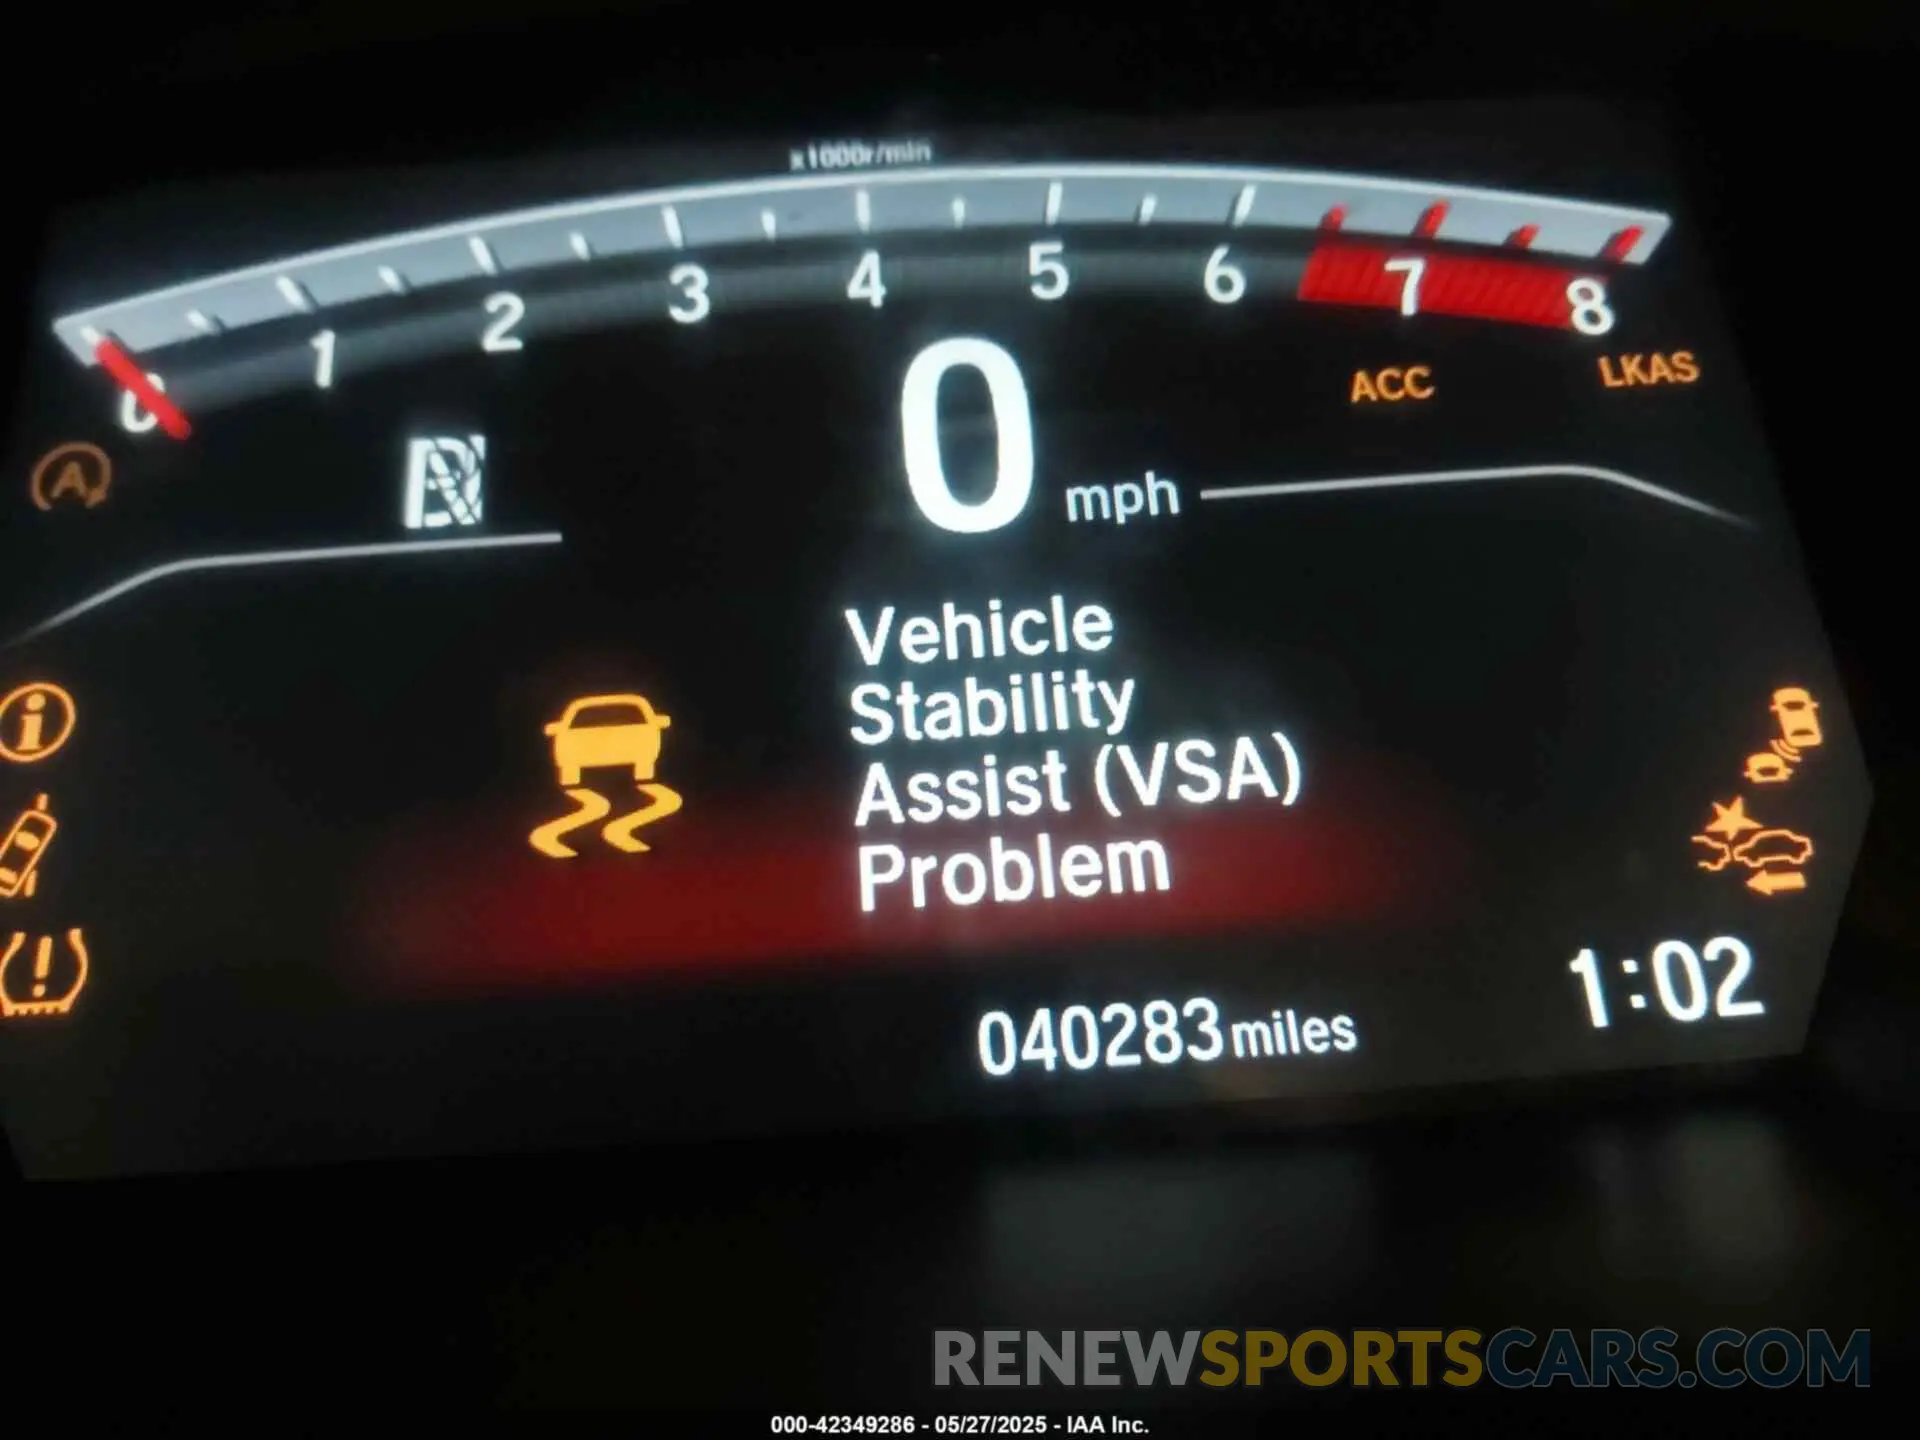 x1000r/min
0 1 2 3 4 5 6 7 8
ACC LKAS
A
0 mph
Vehicle
Stability
Assist (VSA)
Problem
i
!
040283 miles
1:02
RENEWSPORTSCARS.COM
000-42349286 - 05/27/2025 - IAA Inc.